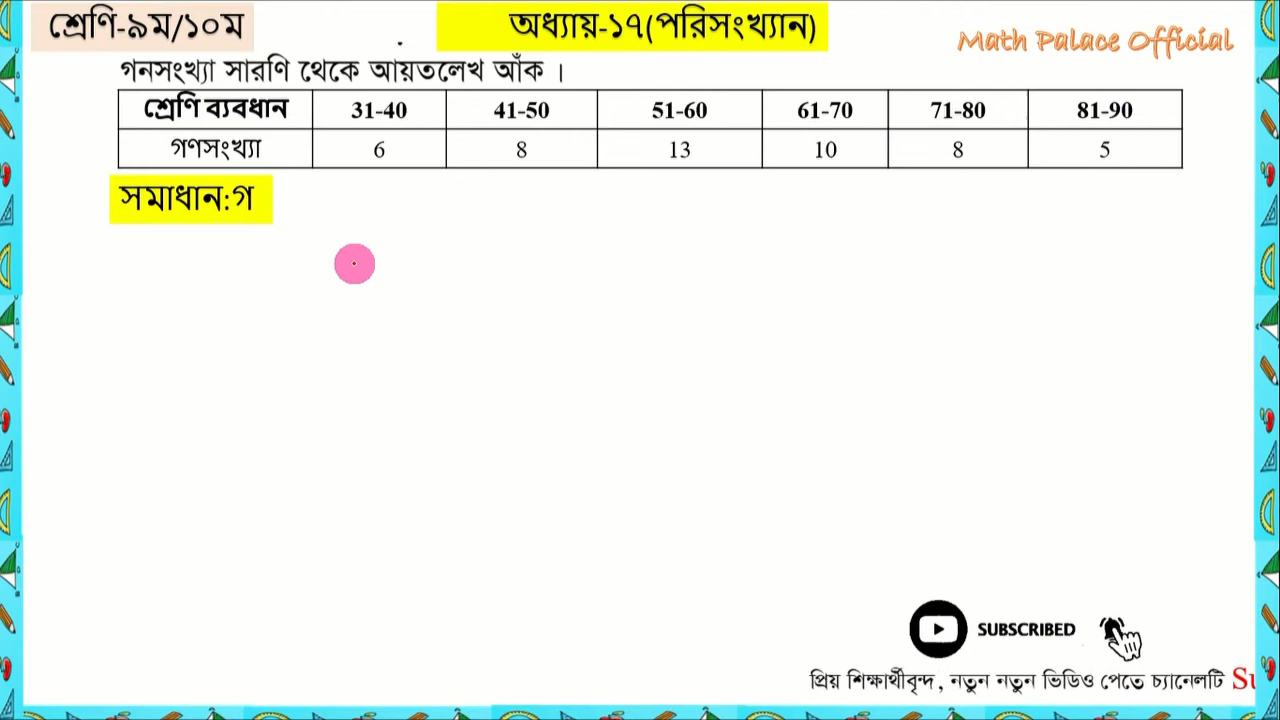 শ্রেণি-৯ম/১০ম
অধ্যায়-১৭(পরিসংখ্যান)
Math Palace Official
গনসংখ্যা সারণি থেকে আয়তলেখ আঁক ।
শ্রেণি ব্যবধান 31-40 41-50 51-60 61-70 71-80 81-90
গণসংখ্যা 6 8 13 10 8 5
সমাধান:গ
SUBSCRIBED
প্রিয় শিক্ষার্থীবৃন্দ, নতুন নতুন ভিডিও পেতে চ্যানেলটি Su